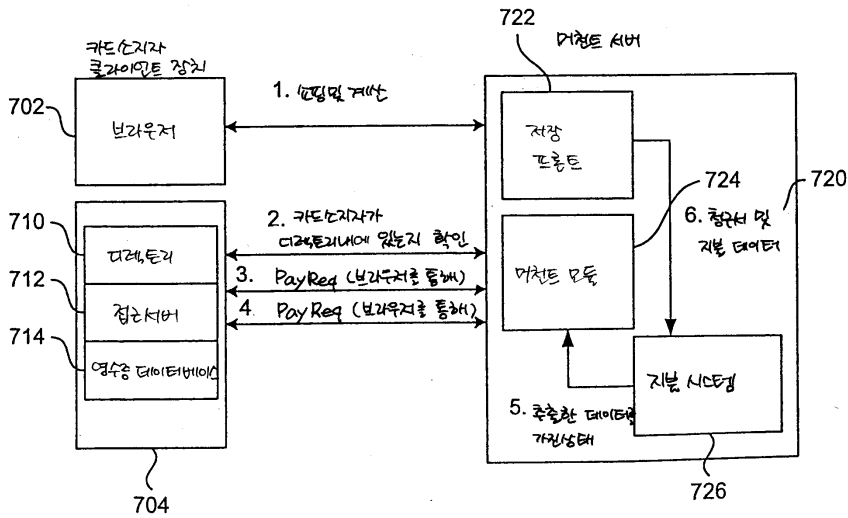 카드소지자
클라이언트 장치
702
브라우저
1. 쇼핑및 계산
722
머천트 서버
저장
프론트
724
720
6. 청구서 및
지불 데이터
710
디렉토리
2. 카드소지자가
디렉토리내에 있는지 확인
712
접근서버
3. PayReq (브라우저를 통해)
4. PayReq (브라우저를 통해)
머천트 모듈
714
영수증 데이터베이스
5. 추출한 데이터를
가진상태
지불 시스템
704
726